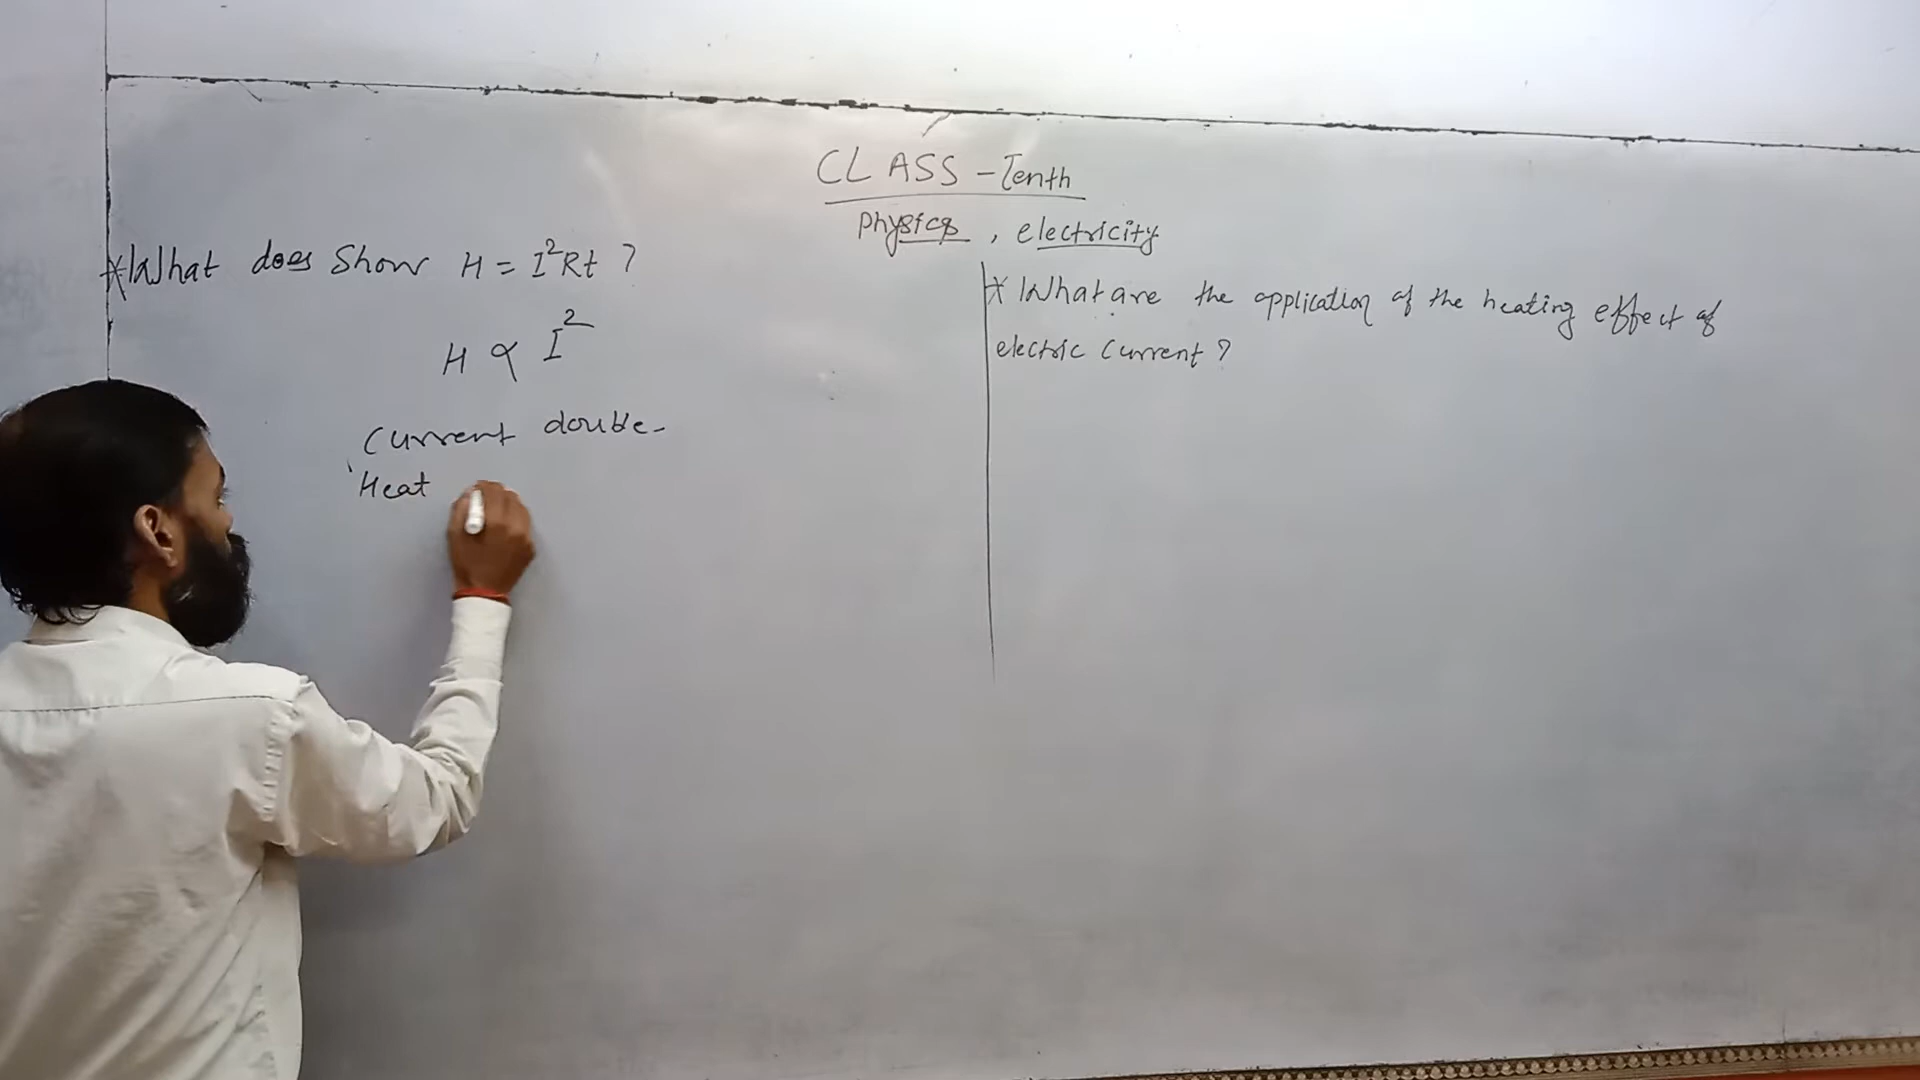 CLASS - Tenth
Physics, electricity
*What does Show H = I²Rt ?
H ∝ I²
Current double-
Heat
* What are the application of the heating effect of
electric Current ?